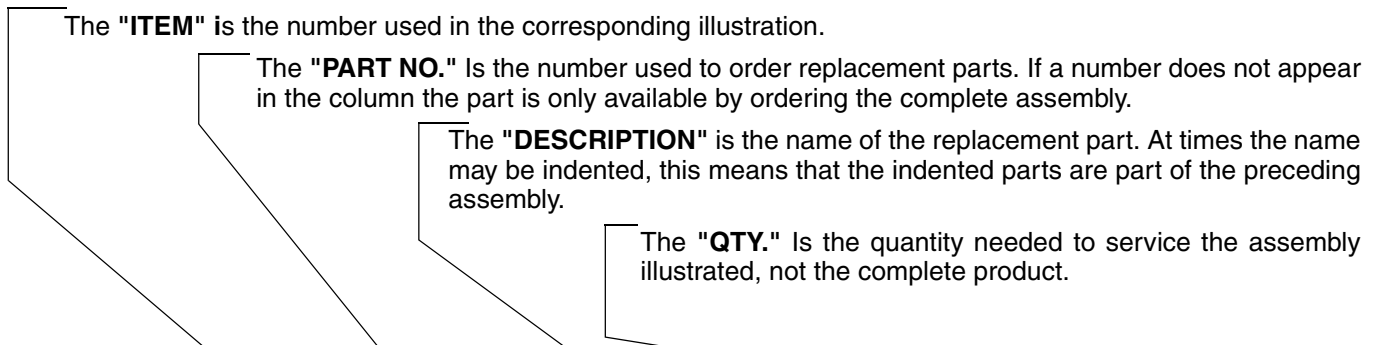 The "ITEM" is the number used in the corresponding illustration.
The "PART NO." Is the number used to order replacement parts. If a number does not appear
in the column the part is only available by ordering the complete assembly.
The "DESCRIPTION" is the name of the replacement part. At times the name
may be indented, this means that the indented parts are part of the preceding
assembly.
The "QTY." Is the quantity needed to service the assembly
illustrated, not the complete product.